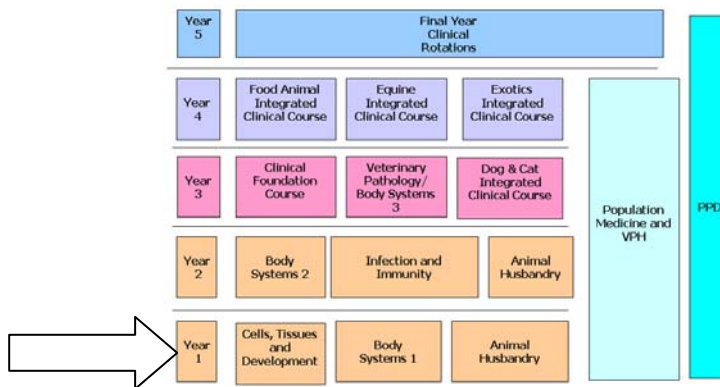 Year
5
Final Year
Clinical
Rotations
Year
4
Food Animal
Integrated
Clinical Course
Equine
Integrated
Clinical Course
Exotics
Integrated
Clinical Course
Year
3
Clinical
Foundation
Course
Veterinary
Pathology/
Body Systems
3
Dog & Cat
Integrated
Clinical Course
Year
2
Body
Systems 2
Infection and
Immunity
Animal
Husbandry
Year
1
Cells, Tissues
and
Development
Body
Systems 1
Animal
Husbandry
Population
Medicine and
VPH
PPD